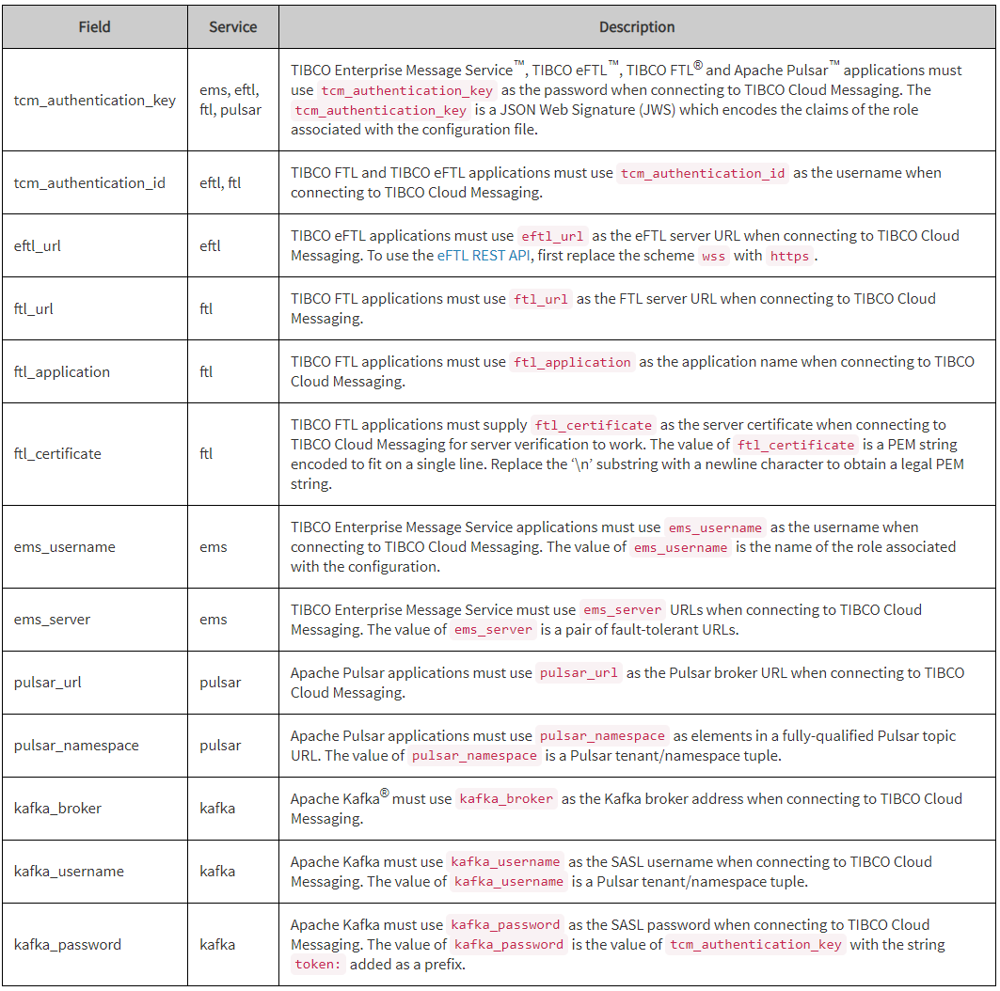 Field Service Description
TIBCO Enterprise Message Service™, TIBCO eFTL™, TIBCO FTL® and Apache Pulsar™ applications must
tcm_authentication_key ems, eftl, use tcm_authentication_key as the password when connecting to TIBCO Cloud Messaging. The
ftl, pulsar tcm_authentication_key is a JSON Web Signature (JWS) which encodes the claims of the role
associated with the configuration file.
tcm_authentication_id eftl, ftl TIBCO FTL and TIBCO eFTL applications must use tcm_authentication_id as the username when
connecting to TIBCO Cloud Messaging.
eftl_url eftl TIBCO eFTL applications must use eftl_url as the eFTL server URL when connecting to TIBCO Cloud
Messaging. To use the eFTL REST API, first replace the scheme wss with https.
ftl_url ftl TIBCO FTL applications must use ftl_url as the FTL server URL when connecting to TIBCO Cloud
Messaging.
ftl_application ftl TIBCO FTL applications must use ftl_application as the application name when connecting to TIBCO
Cloud Messaging.
TIBCO FTL applications must supply ftl_certificate as the server certificate when connecting to
ftl_certificate ftl TIBCO Cloud Messaging for server verification to work. The value of ftl_certificate is a PEM string
encoded to fit on a single line. Replace the ‘\n’ substring with a newline character to obtain a legal PEM
string.
TIBCO Enterprise Message Service applications must use ems_username as the username when
ems_username ems connecting to TIBCO Cloud Messaging. The value of ems_username is the name of the role associated
with the configuration.
ems_server ems TIBCO Enterprise Message Service must use ems_server URLs when connecting to TIBCO Cloud
Messaging. The value of ems_server is a pair of fault-tolerant URLs.
pulsar_url pulsar Apache Pulsar applications must use pulsar_url as the Pulsar broker URL when connecting to TIBCO
Cloud Messaging.
pulsar_namespace pulsar Apache Pulsar applications must use pulsar_namespace as elements in a fully-qualified Pulsar topic
URL. The value of pulsar_namespace is a Pulsar tenant/namespace tuple.
kafka_broker kafka Apache Kafka® must use kafka_broker as the Kafka broker address when connecting to TIBCO Cloud
Messaging.
kafka_username kafka Apache Kafka must use kafka_username as the SASL username when connecting to TIBCO Cloud
Messaging. The value of kafka_username is a Pulsar tenant/namespace tuple.
Apache Kafka must use kafka_password as the SASL password when connecting to TIBCO Cloud
kafka_password kafka Messaging. The value of kafka_password is the value of tcm_authentication_key with the string
token: added as a prefix.